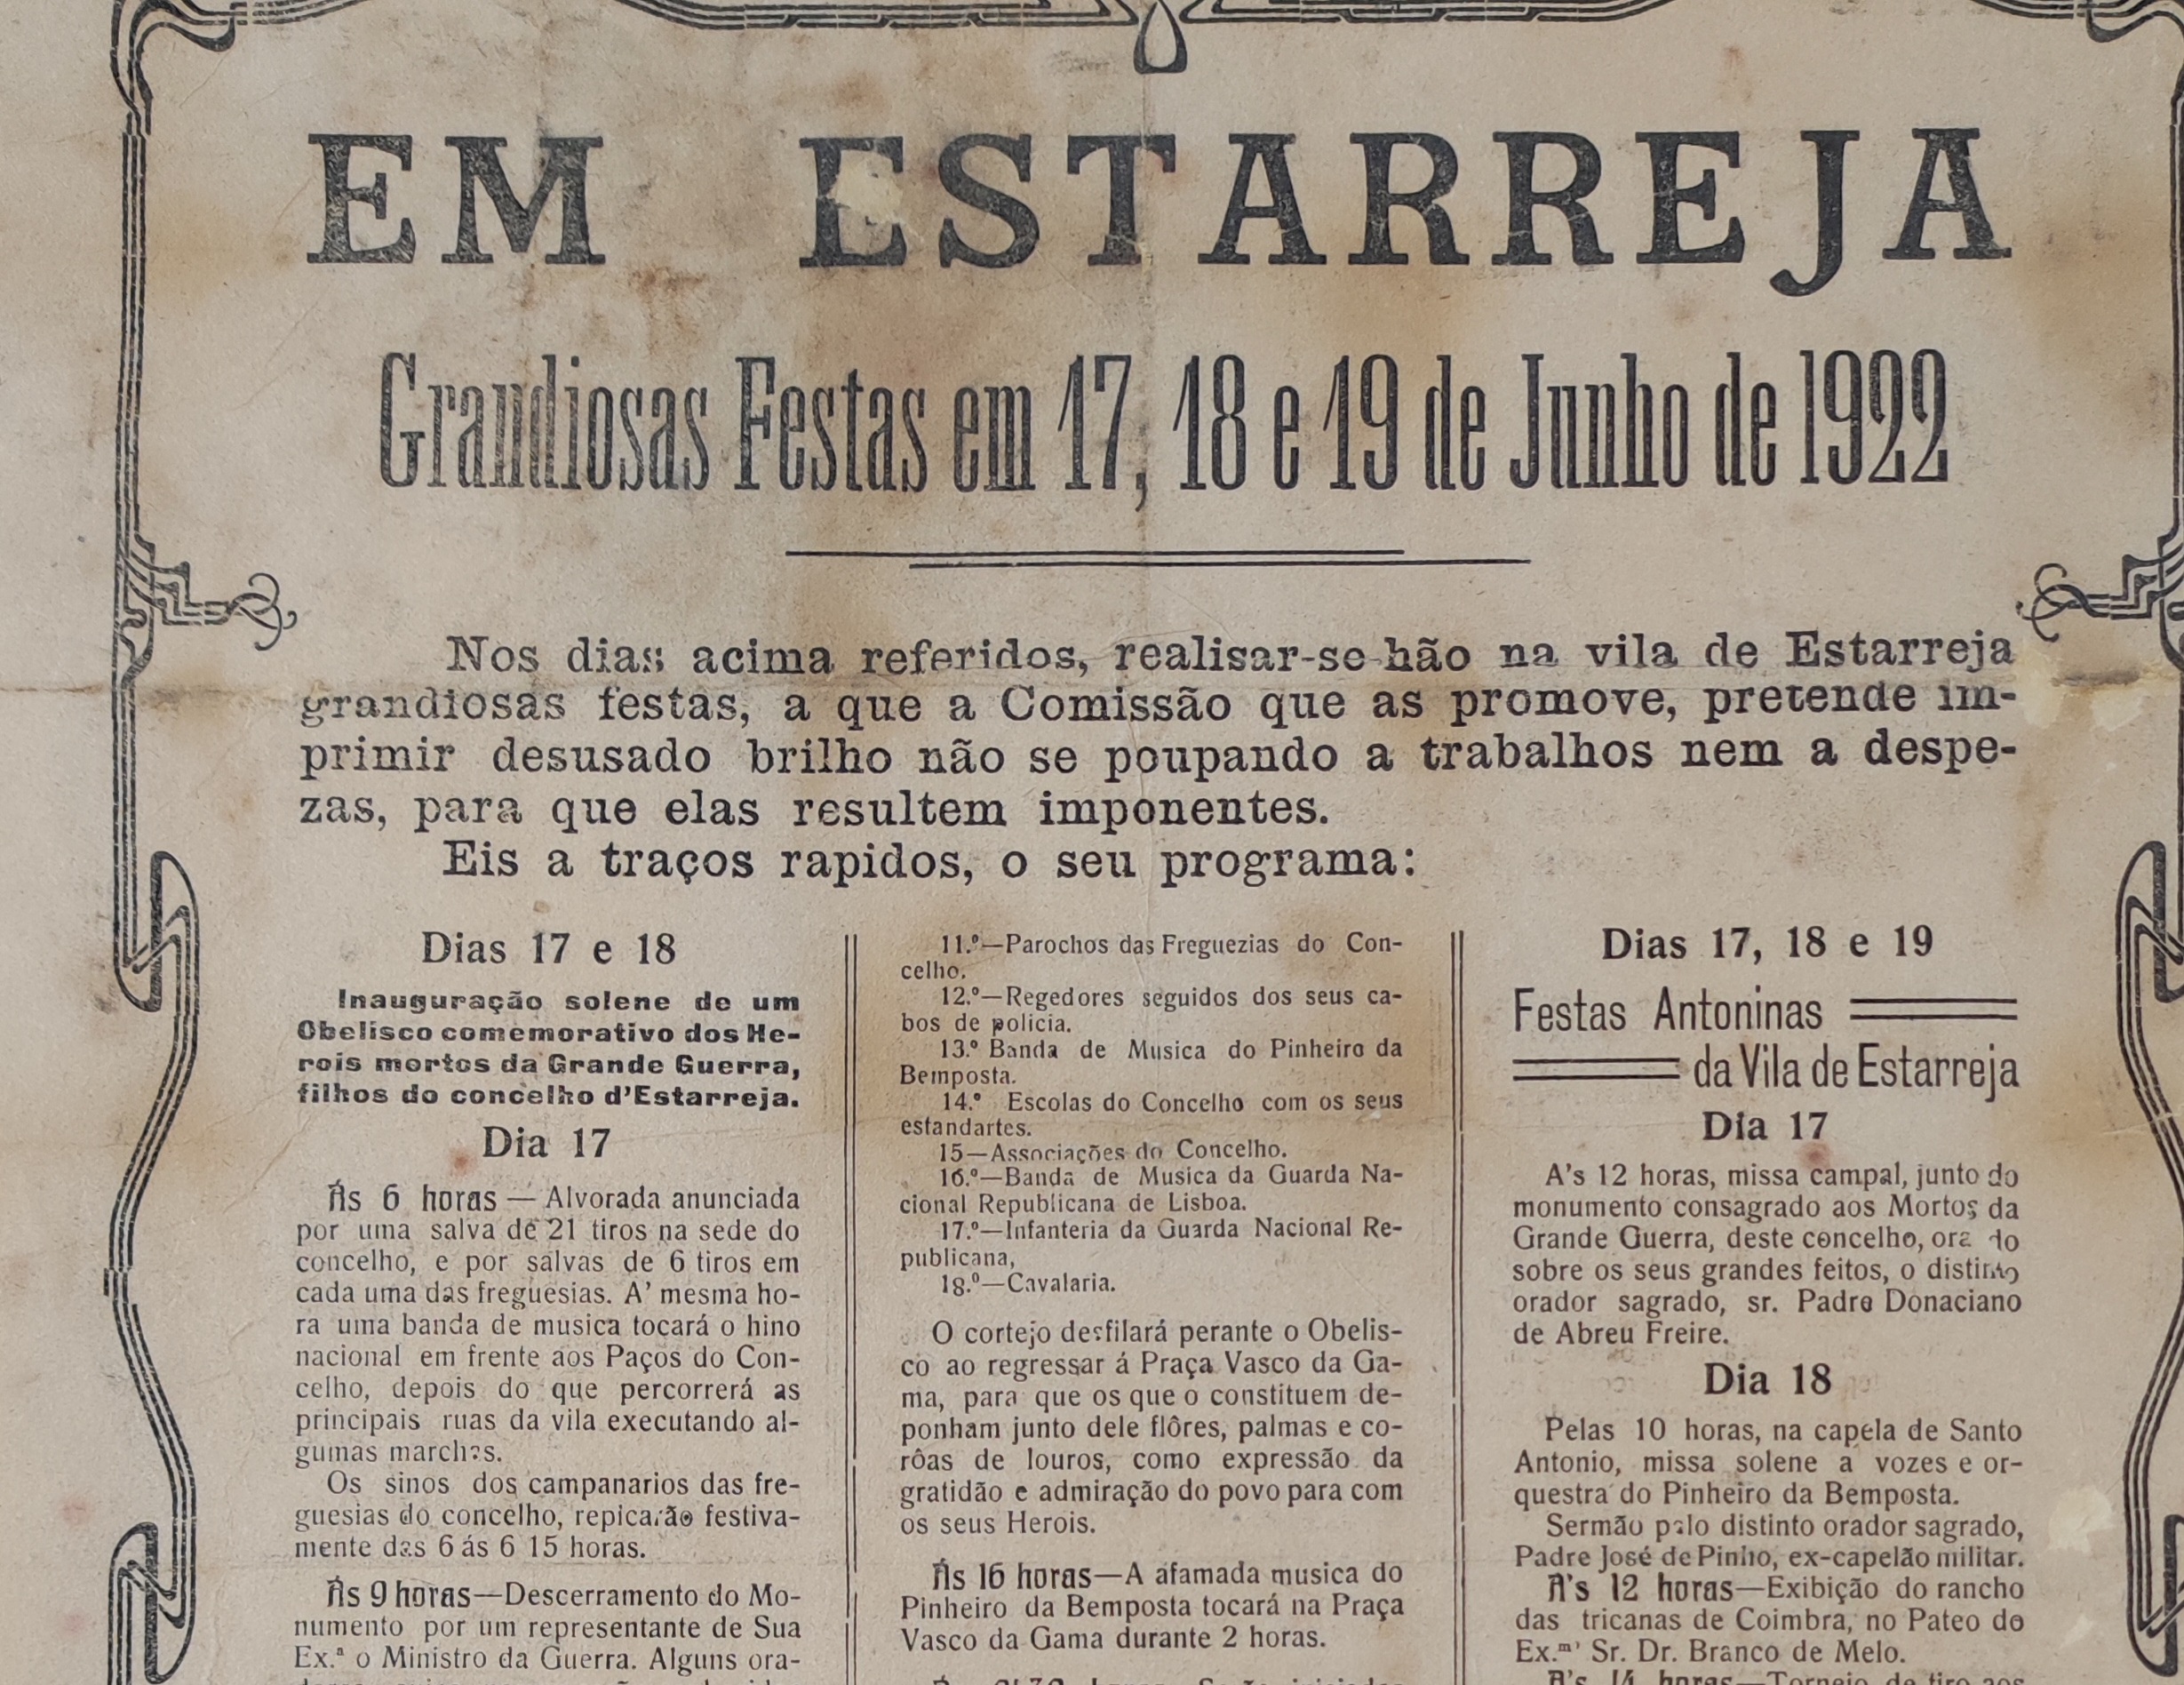 EM ESTARREJA
Grandiosas Festas em 17, 18 e 19 de Junho de 1922
Nos dias acima referidos, realisar-se-hão na vila de Estarreja
grandiosas festas, a que a Comissão que as promove, pretende im-
primir desusado brilho não se poupando a trabalhos nem a despe-
zas, para que elas resultem imponentes.
Eis a traços rapidos, o seu programa:
Dias 17 e 18
Inauguração solene de um
Obelisco comemorativo dos He-
rois mortos da Grande Guerra,
filhos do concelho d'Estarreja.
Dia 17
Ás 6 horas — Alvorada anunciada
por uma salva de 21 tiros na sede do
concelho, e por salvas de 6 tiros em
cada uma das freguesias. A' mesma ho-
ra uma banda de musica tocará o hino
nacional em frente aos Paços do Con-
celho, depois do que percorrerá as
principais ruas da vila executando al-
gumas marchas.
Os sinos dos campanarios das fre-
guesias do concelho, repicarão festiva-
mente das 6 ás 6 15 horas.
Ás 9 horas—Descerramento do Mo-
numento por um representante de Sua
Ex.ª o Ministro da Guerra. Alguns ora-
11.º—Parochos das Freguezias do Con-
celho.
12.º—Regedores seguidos dos seus ca-
bos de policia.
13.º Banda de Musica do Pinheiro da
Bemposta.
14.º Escolas do Concelho com os seus
estandartes.
15—Associações do Concelho.
16.º—Banda de Musica da Guarda Na-
cional Republicana de Lisboa.
17.º—Infanteria da Guarda Nacional Re-
publicana,
18.º—Cavalaria.
O cortejo desfilará perante o Obelis-
co ao regressar á Praça Vasco da Ga-
ma, para que os que o constituem de-
ponham junto dele flôres, palmas e co-
rôas de louros, como expressão da
gratidão e admiração do povo para com
os seus Herois.
Ás 16 horas—A afamada musica do
Pinheiro da Bemposta tocará na Praça
Vasco da Gama durante 2 horas.
Dias 17, 18 e 19
Festas Antoninas
da Vila de Estarreja
Dia 17
A's 12 horas, missa campal, junto do
monumento consagrado aos Mortos da
Grande Guerra, deste concelho, orando
sobre os seus grandes feitos, o distinto
orador sagrado, sr. Padre Donaciano
de Abreu Freire.
Dia 18
Pelas 10 horas, na capela de Santo
Antonio, missa solene a vozes e or-
questra do Pinheiro da Bemposta.
Sermão pelo distinto orador sagrado,
Padre José de Pinho, ex-capelão militar.
A's 12 horas—Exibição do rancho
das tricanas de Coimbra, no Pateo do
Ex.mº Sr. Dr. Branco de Melo.
A's 14 horas—Torneio de tiro aos